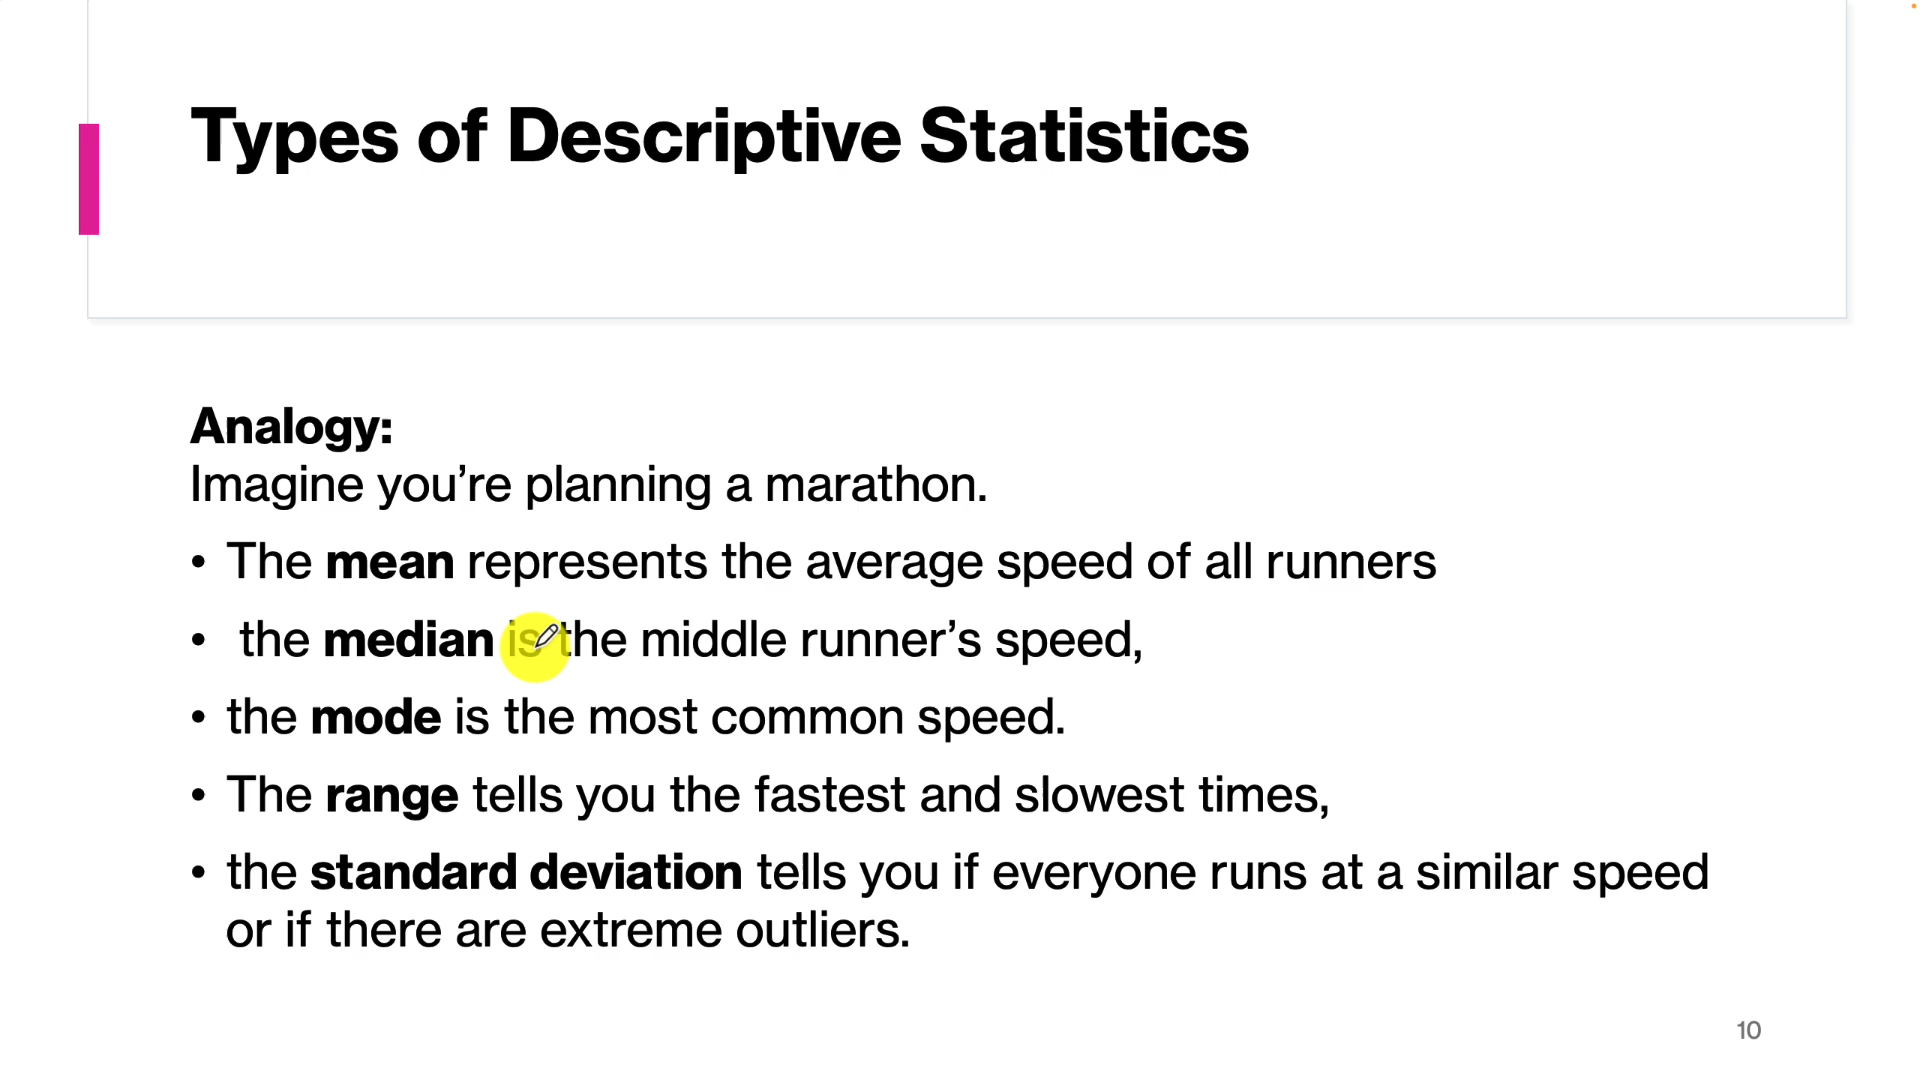 Types of Descriptive Statistics
Analogy:
Imagine you’re planning a marathon.
• The mean represents the average speed of all runners
• the median is the middle runner’s speed,
• the mode is the most common speed.
• The range tells you the fastest and slowest times,
• the standard deviation tells you if everyone runs at a similar speed
or if there are extreme outliers.
10